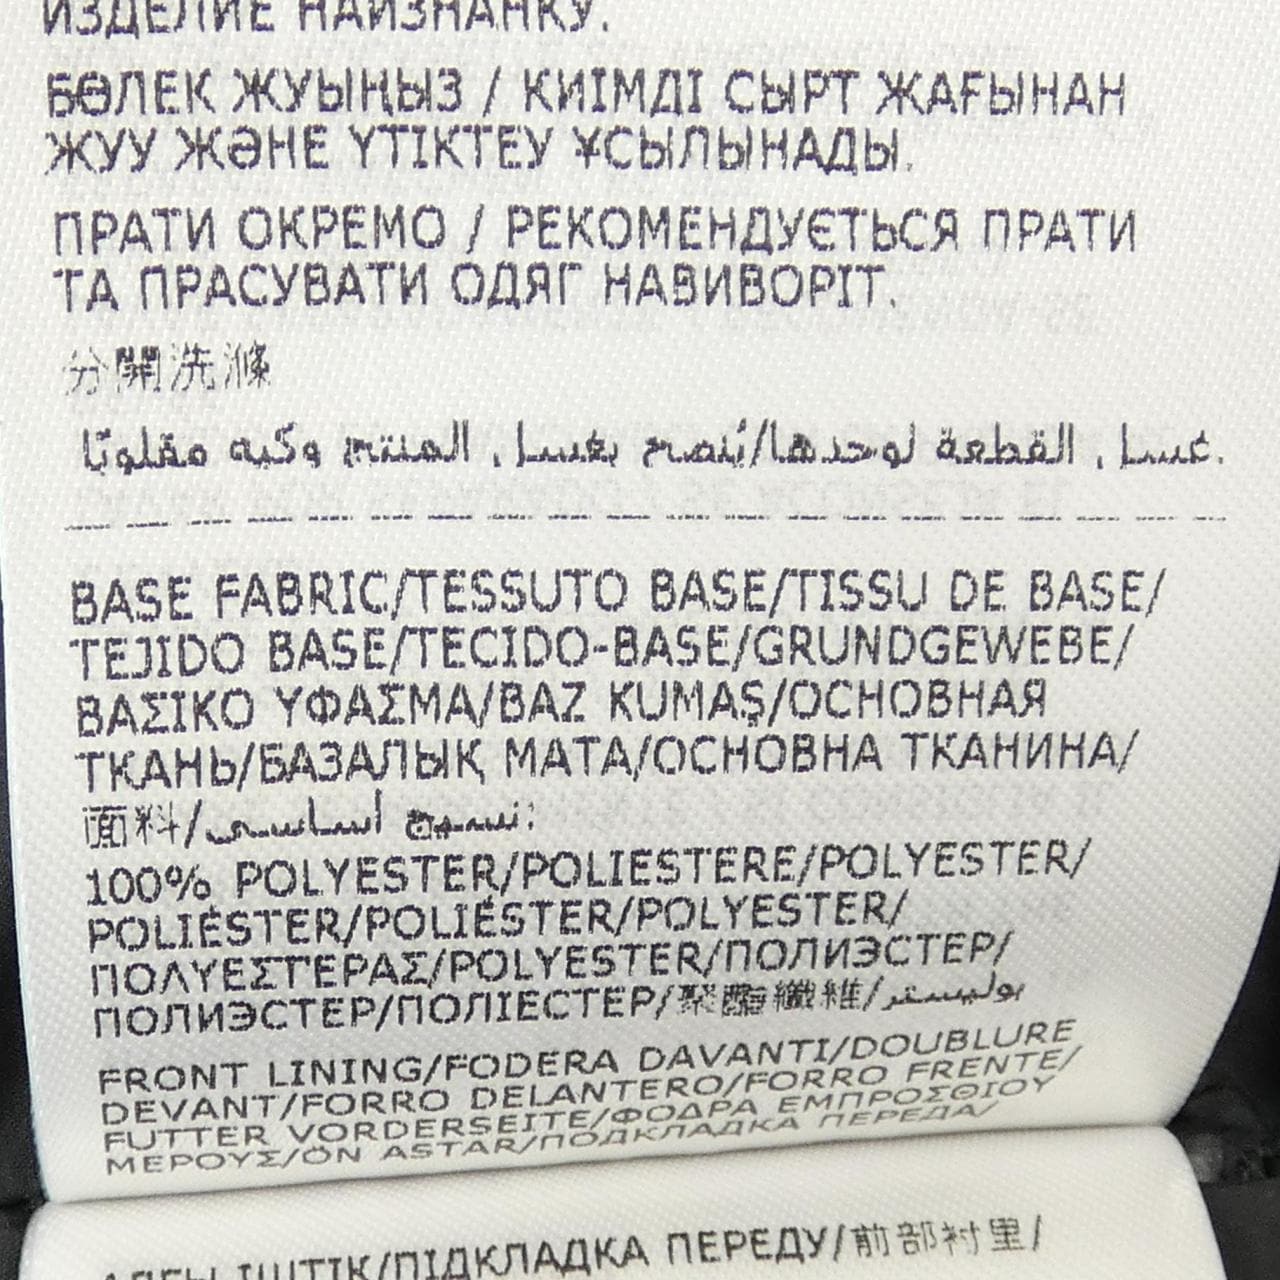 ИЗДЕЛИЕ НАИЗНАНКУ.
БӨЛЕК ЖУЫҢЫЗ / КИІМДІ СЫРТ ЖАҒЫНАН
ЖУУ ЖӘНЕ ҮТІКТЕУ ҰСЫЛЫНАДЫ.
ПРАТИ ОКРЕМО / РЕКОМЕНДУЄТЬСЯ ПРАТИ
ТА ПРАСУВАТИ ОДЯГ НАВИВОРІТ.
分開洗滌
غسل القطعة لوحدها/يُنصح بغسل المنتج وكيه مقلوبًا.
BASE FABRIC/TESSUTO BASE/TISSU DE BASE/
TEJIDO BASE/TECIDO-BASE/GRUNDGEWEBE/
ΒΑΣΙΚΟ ΥΦΑΣΜΑ/BAZ KUMAŞ/ОСНОВНАЯ
ТКАНЬ/БАЗАЛЫҚ МАТА/ОСНОВНА ТКАНИНА/
面料/نسيج أساسي:
100% POLYESTER/POLIESTERE/POLYESTER/
POLIÉSTER/POLIÉSTER/POLYESTER/
ΠΟΛΥΕΣΤΕΡΑΣ/POLYESTER/ПОЛИЭСТЕР/
ПОЛИЭСТЕР/ПОЛІЕСТЕР/聚酯纖維/بوليستر
FRONT LINING/FODERA DAVANTI/DOUBLURE
DEVANT/FORRO DELANTERO/FORRO FRENTE/
FUTTER VORDERSEITE/ΦΟΔΡΑ ΕΜΠΡΟΣΘΙΟΥ
ΜΕΡΟΥΣ/ÖN ASTAR/ПОДКЛАДКА ПЕРЕДА/
АЛҒЫ ІШТІК/ПІДКЛАДКА ПЕРЕДУ/前部衬里/